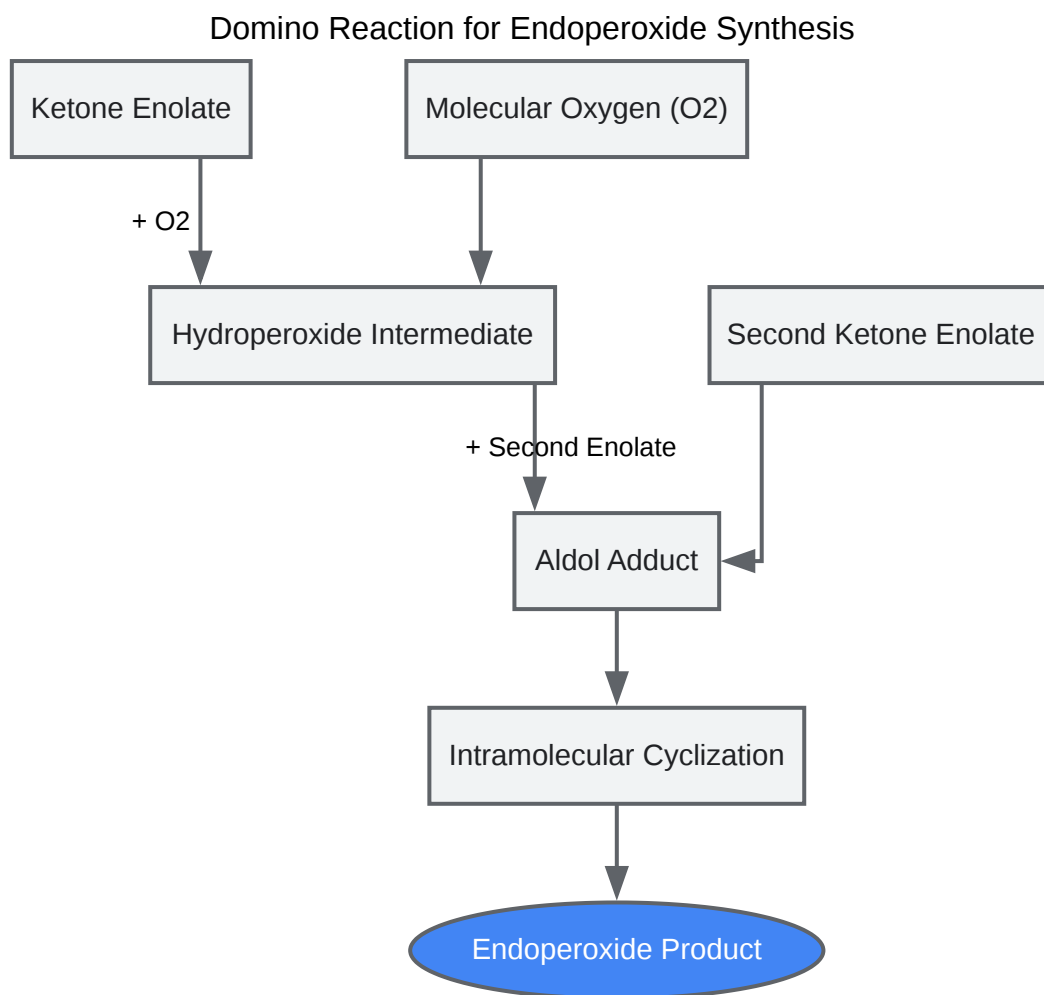 Domino Reaction for Endoperoxide Synthesis
Ketone Enolate
Molecular Oxygen (O2)
+ O2
Hydroperoxide Intermediate
Second Ketone Enolate
+ Second Enolate
Aldol Adduct
Intramolecular Cyclization
Endoperoxide Product